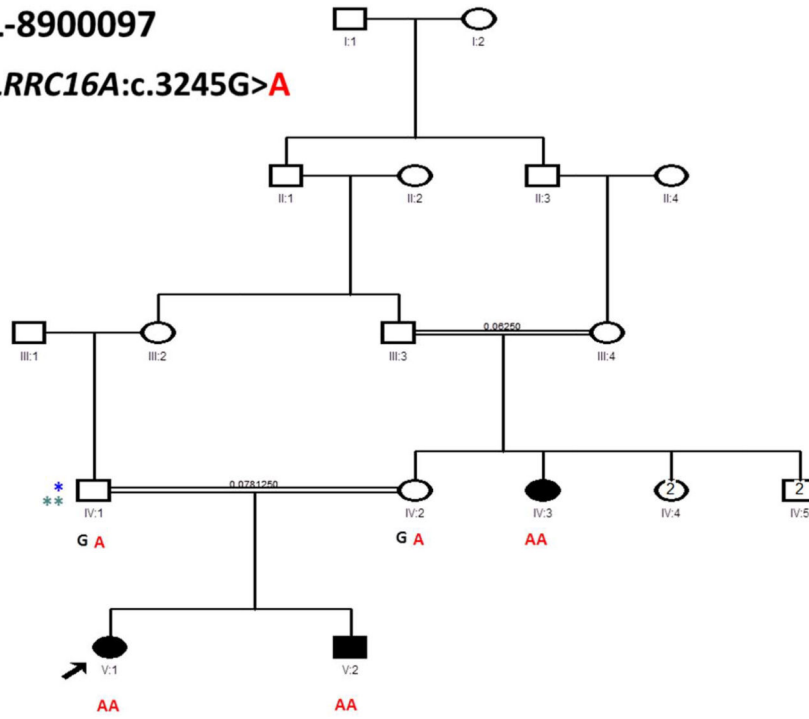 -8900097
RRC16A:c.3245G>A
I:1 I:2
II:1 II:2 II:3 II:4
0.06250
III:1 III:2 III:3 III:4
0.0781250 2 2
* **
IV:1 IV:2 IV:3 IV:4 IV:5
G A G A AA
V:1 V:2
AA AA